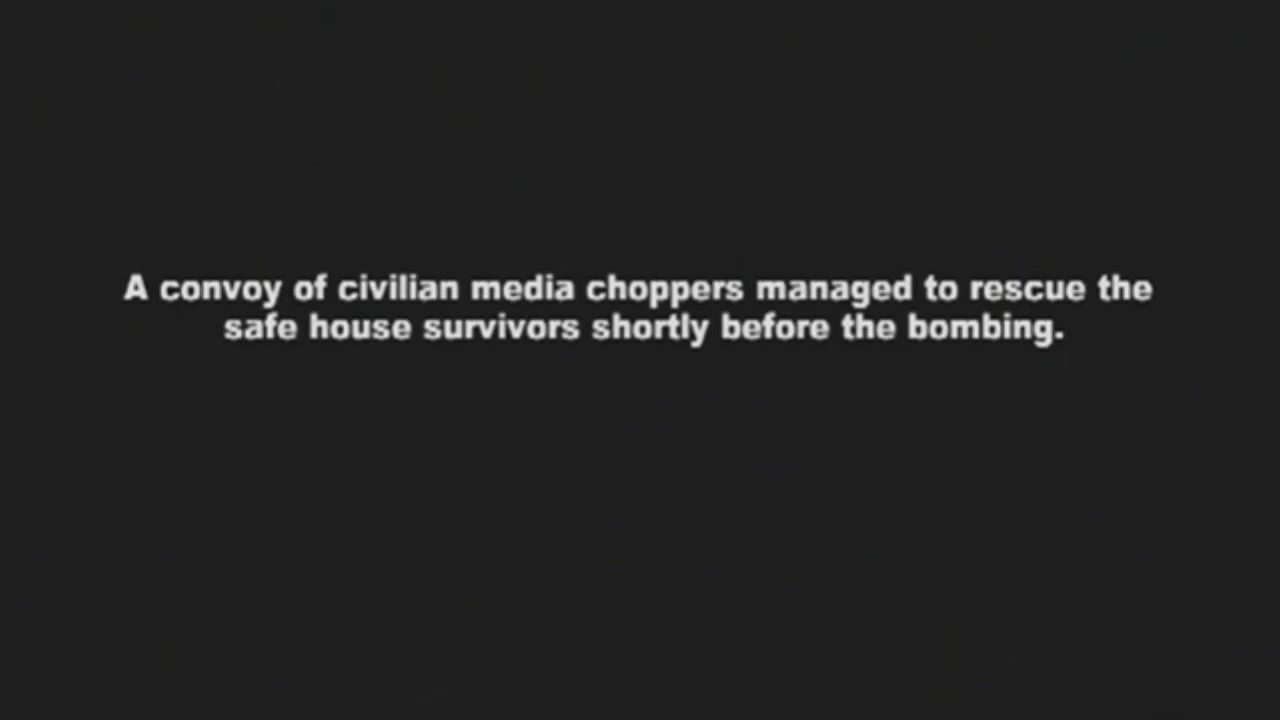 A convoy of civilian media choppers managed to rescue the
safe house survivors shortly before the bombing.